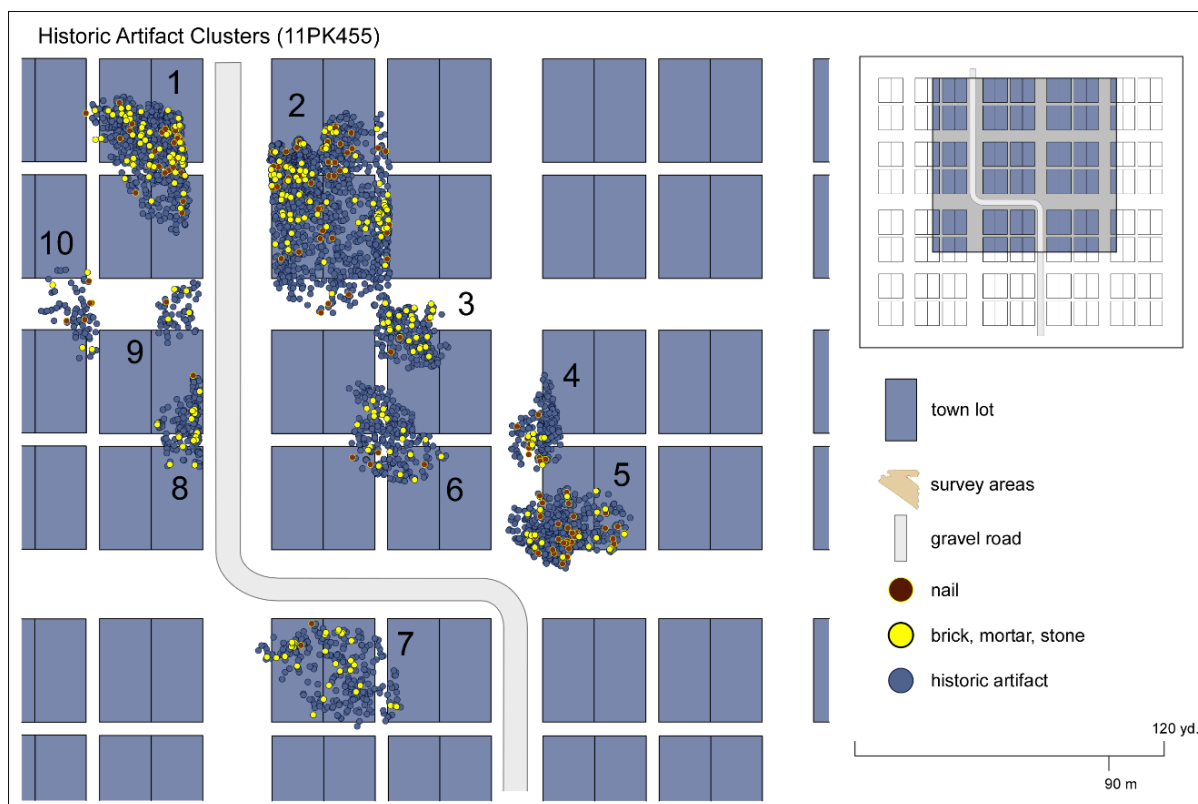 Historic Artifact Clusters (11PK455)
1
2
10
3
9
4
8
6
5
7
town lot
survey areas
gravel road
nail
brick, mortar, stone
historic artifact
120 yd.
90 m